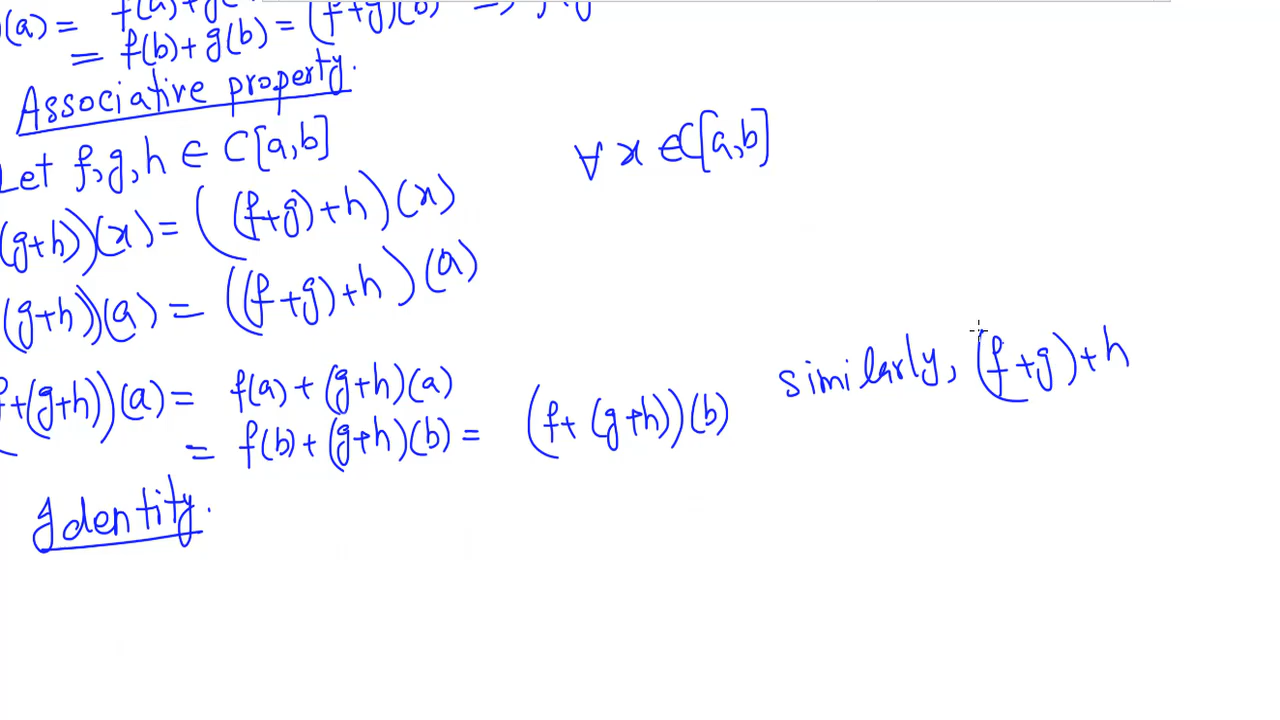 (a) = f(a)+g(
= f(b)+g(b) = (f+g)(b) => f,g
Associative property.
Let f,g,h ∈ C[a,b]
∀ x ∈ C[a,b]
(g+h))(x) = ((f+g)+h)(x)
(g+h))(a) = ((f+g)+h)(a)
f+(g+h))(a) = f(a)+(g+h)(a)
= f(b)+(g+h)(b) = (f+(g+h))(b) similarly, (f+g)+h
Identity.